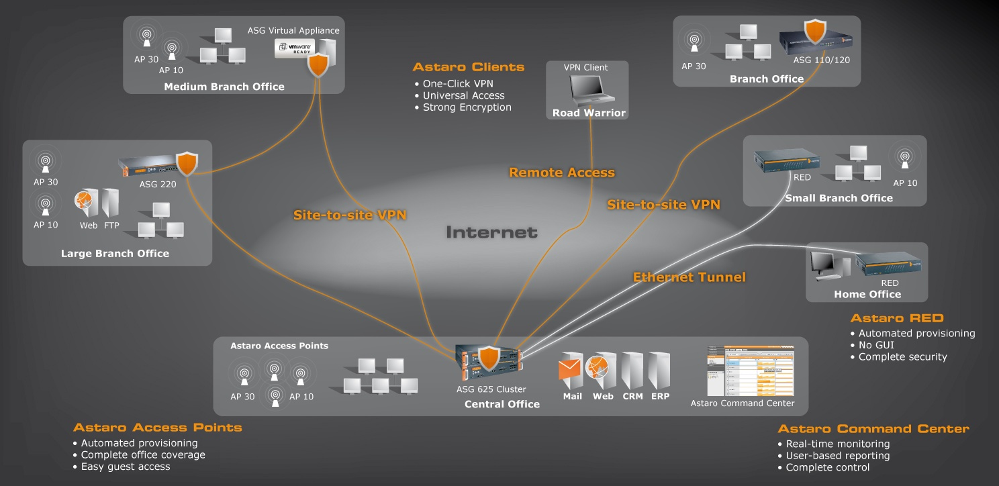 ASG Virtual Appliance
vmware
READY
AP 30
AP 10
Medium Branch Office
Astaro Clients
• One-Click VPN
• Universal Access
• Strong Encryption
VPN Client
Road Warrior
AP 30
ASG 110/120
Branch Office
AP 30
ASG 220
AP 10
Web
FTP
Large Branch Office
RED
AP 10
Small Branch Office
Remote Access
Site-to-site VPN
Site-to-site VPN
Internet
Ethernet Tunnel
RED
Home Office
Astaro RED
• Automated provisioning
• No GUI
• Complete security
Astaro Access Points
AP 30
AP 10
ASG 625 Cluster
Central Office
Mail
Web
CRM
ERP
Astaro Command Center
Astaro Access Points
• Automated provisioning
• Complete office coverage
• Easy guest access
Astaro Command Center
• Real-time monitoring
• User-based reporting
• Complete control